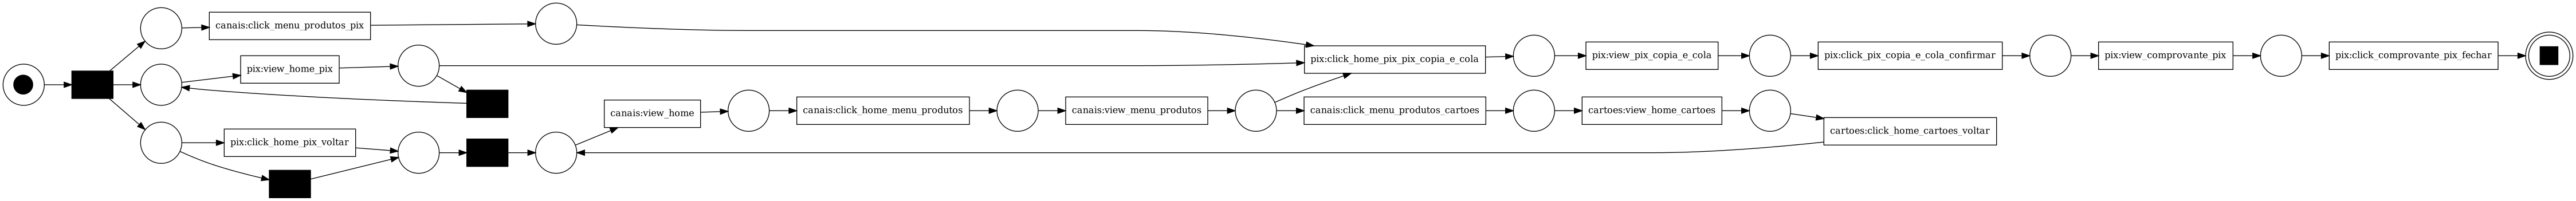 canais:click_menu_produtos_pix
pix:view_home_pix
pix:click_home_pix_voltar
canais:view_home
canais:click_home_menu_produtos
canais:view_menu_produtos
pix:click_home_pix_pix_copia_e_cola
canais:click_menu_produtos_cartoes
pix:view_pix_copia_e_cola
cartoes:view_home_cartoes
pix:click_pix_copia_e_cola_confirmar
cartoes:click_home_cartoes_voltar
pix:view_comprovante_pix
pix:click_comprovante_pix_fechar